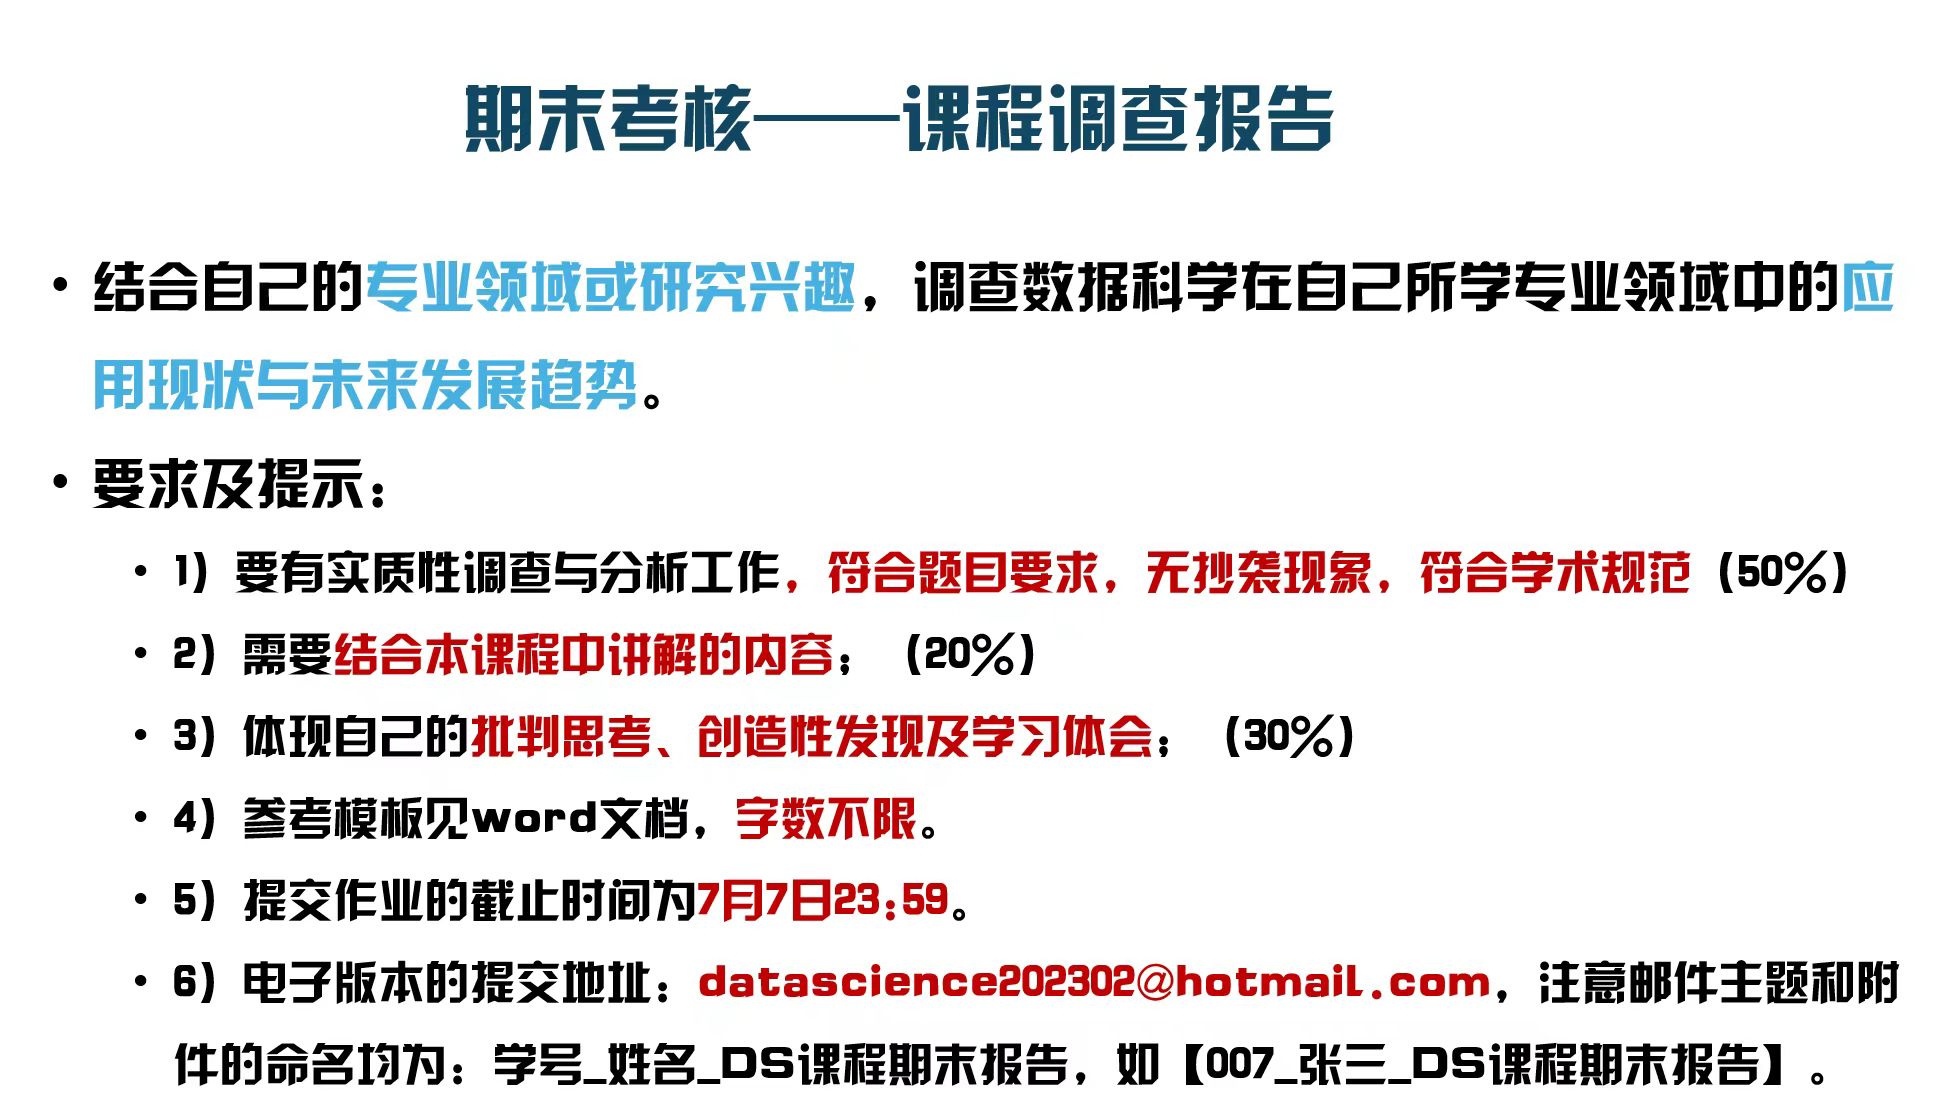 期末考核——课程调查报告
• 结合自己的专业领域或研究兴趣，调查数据科学在自己所学专业领域中的应
用现状与未来发展趋势。
• 要求及提示：
• 1）要有实质性调查与分析工作，符合题目要求，无抄袭现象，符合学术规范（50%）
• 2）需要结合本课程中讲解的内容；（20%）
• 3）体现自己的批判思考、创造性发现及学习体会；（30%）
• 4）参考模板见word文档，字数不限。
• 5）提交作业的截止时间为7月7日23:59。
• 6）电子版本的提交地址：datascience202302@hotmail.com，注意邮件主题和附
件的命名均为：学号_姓名_DS课程期末报告，如【007_张三_DS课程期末报告】。